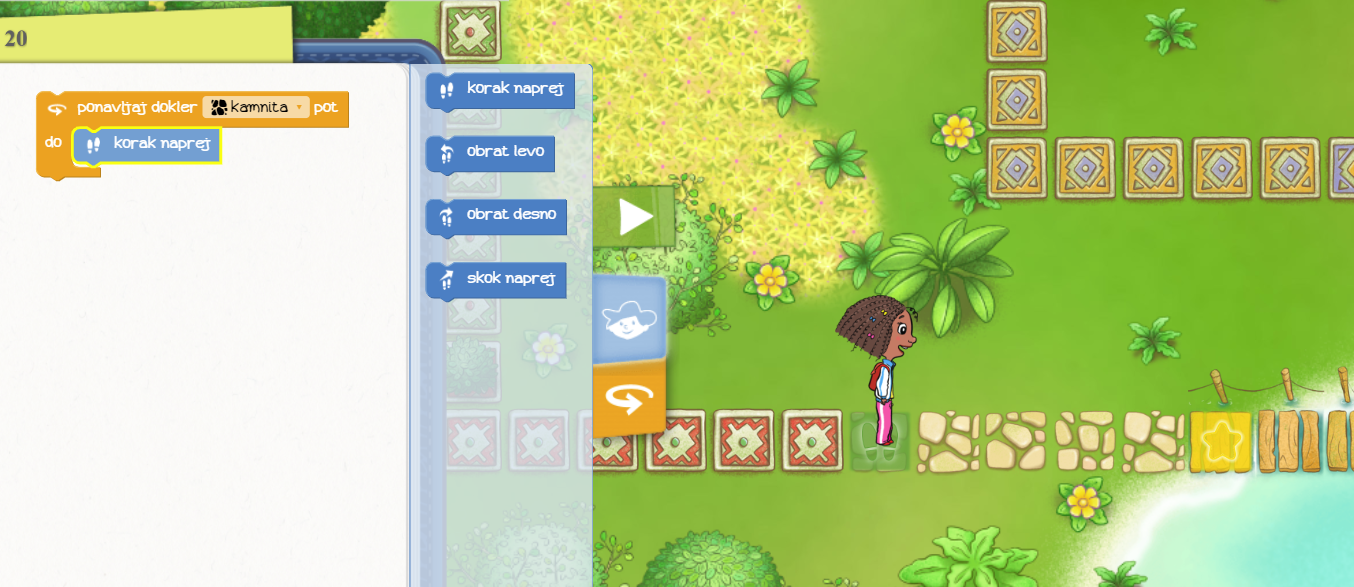 20
ponavljaj dokler kamnita pot
do korak naprej
korak naprej
obrat levo
obrat desno
skok naprej